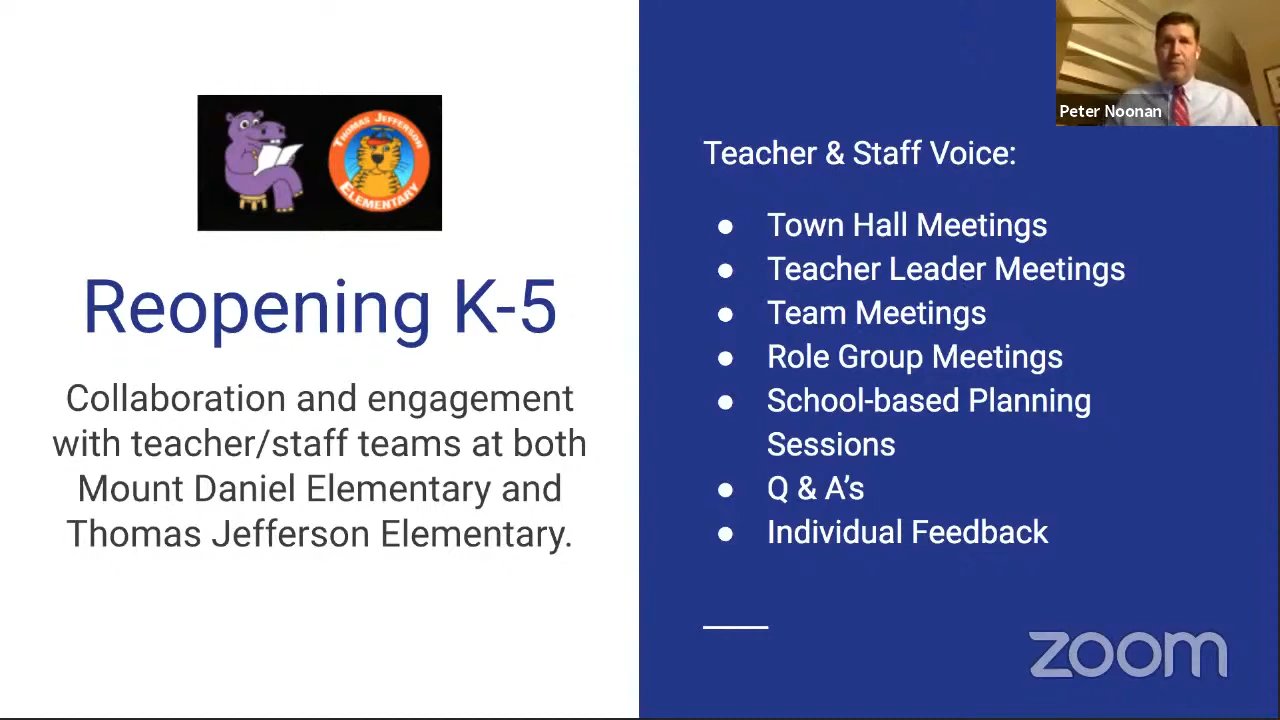 THOMAS JEFFERSON
ELEMENTARY
Reopening K-5
Collaboration and engagement
with teacher/staff teams at both
Mount Daniel Elementary and
Thomas Jefferson Elementary.
Peter Noonan
Teacher & Staff Voice:
● Town Hall Meetings
● Teacher Leader Meetings
● Team Meetings
● Role Group Meetings
● School-based Planning
Sessions
● Q & A’s
● Individual Feedback
zoom